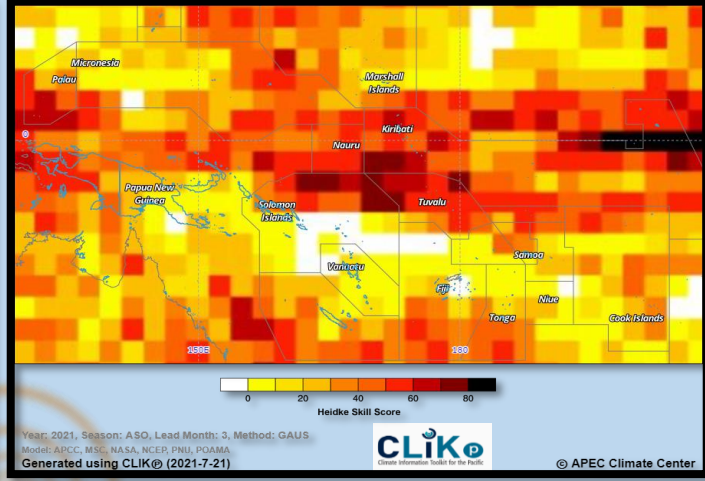 Micronesia
Palau
Marshall
Islands
0
Kiribati
Nauru
Papua New
Guinea
Solomon
Islands
Tuvalu
Samoa
Vanuatu
Fiji
Niue
Tonga
Cook Islands
150E
180
0 20 40 60 80
Heidke Skill Score
Year: 2021, Season: ASO, Lead Month: 3, Method: GAUS
Model: APCC, MSC, NASA, NCEP, PNU, POAMA
Generated using CLIK℗ (2021-7-21)
CLiK℗
Climate Information Toolkit for the Pacific
© APEC Climate Center